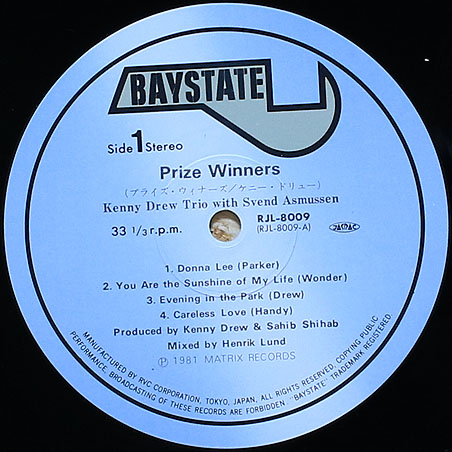 BAYSTATE
Side 1 Stereo
Prize Winners
(プライズ・ウィナーズ/ケニー・ドリュー)
Kenny Drew Trio with Svend Asmussen
33 1/3 r.p.m.
RJL-8009
(RJL-8009-A)
JASRAC
1. Donna Lee (Parker)
2. You Are the Sunshine of My Life (Wonder)
3. Evening in the Park (Drew)
4. Careless Love (Handy)
Produced by Kenny Drew & Sahib Shihab
Mixed by Henrik Lund
Ⓟ 1981 MATRIX RECORDS
MANUFACTURED BY RVC CORPORATION, TOKYO, JAPAN, ALL RIGHTS RESERVED, COPYING PUBLIC
PERFORMANCE, BROADCASTING OF THESE RECORDS ARE FORBIDDEN. "BAYSTATE" TRADEMARK REGISTERED.